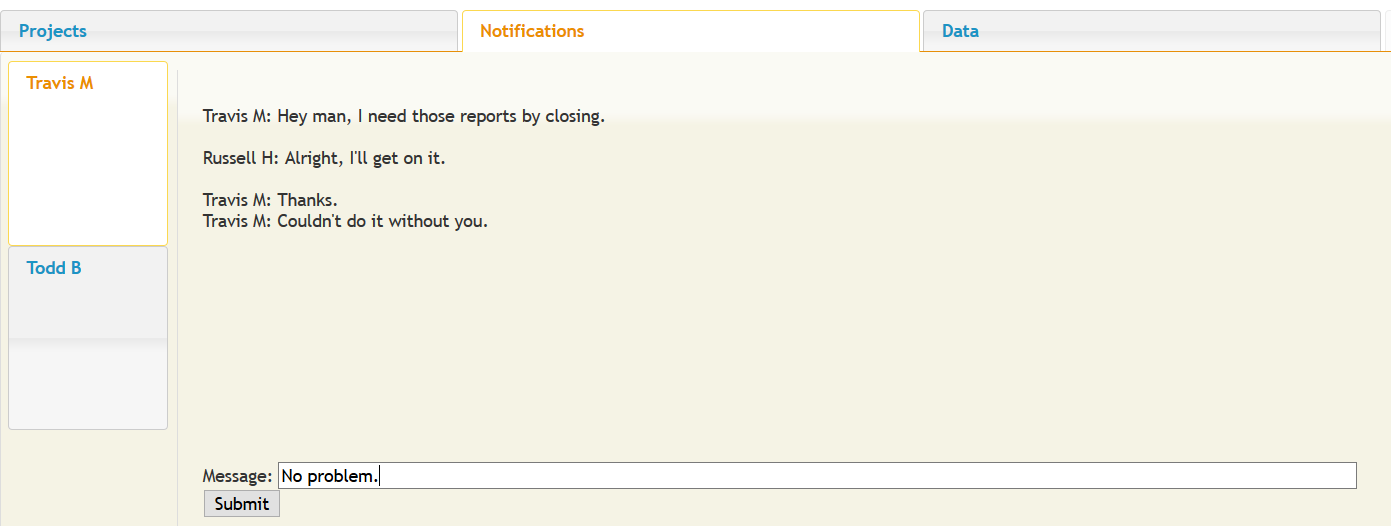 Projects
Notifications
Data
Travis M
Todd B
Travis M: Hey man, I need those reports by closing.
Russell H: Alright, I'll get on it.
Travis M: Thanks.
Travis M: Couldn't do it without you.
Message: No problem.
Submit